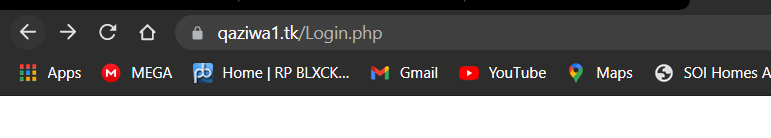 qaziwa1.tk/Login.php
Apps MEGA Home | RP BLXCK... Gmail YouTube Maps SOI Homes A